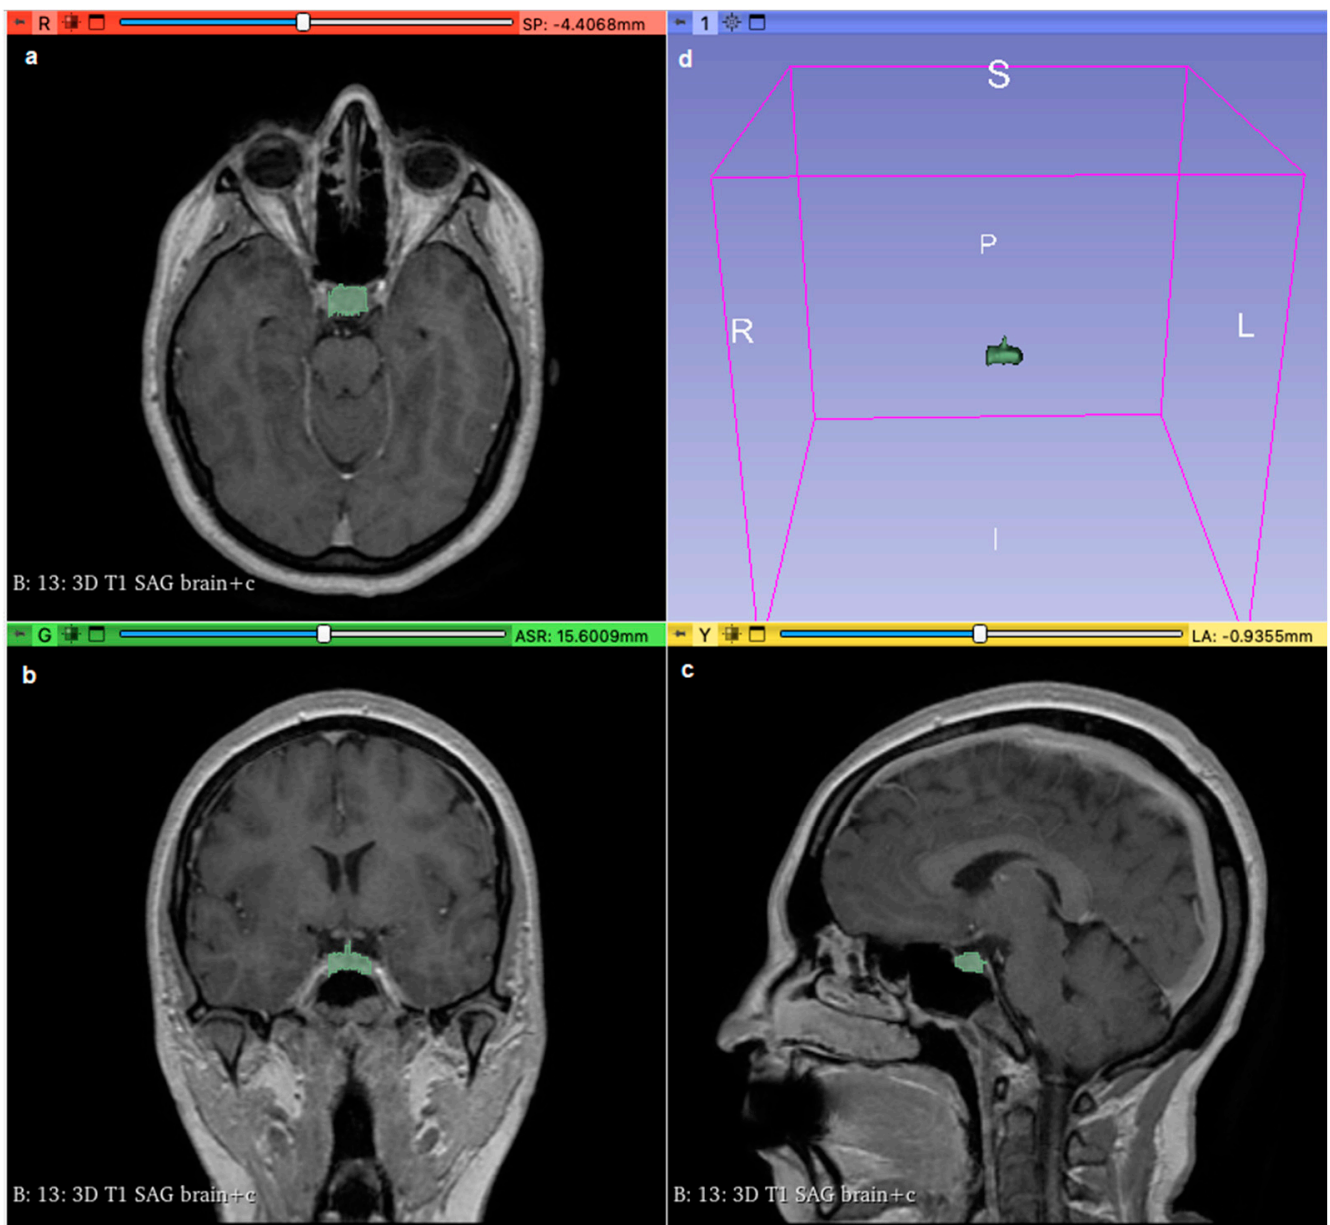 R SP: -4.4068mm
1
a
d
S
P
R
L
I
B: 13: 3D T1 SAG brain+c
G ASR: 15.6009mm
Y LA: -0.9355mm
b
c
B: 13: 3D T1 SAG brain+c
B: 13: 3D T1 SAG brain+c